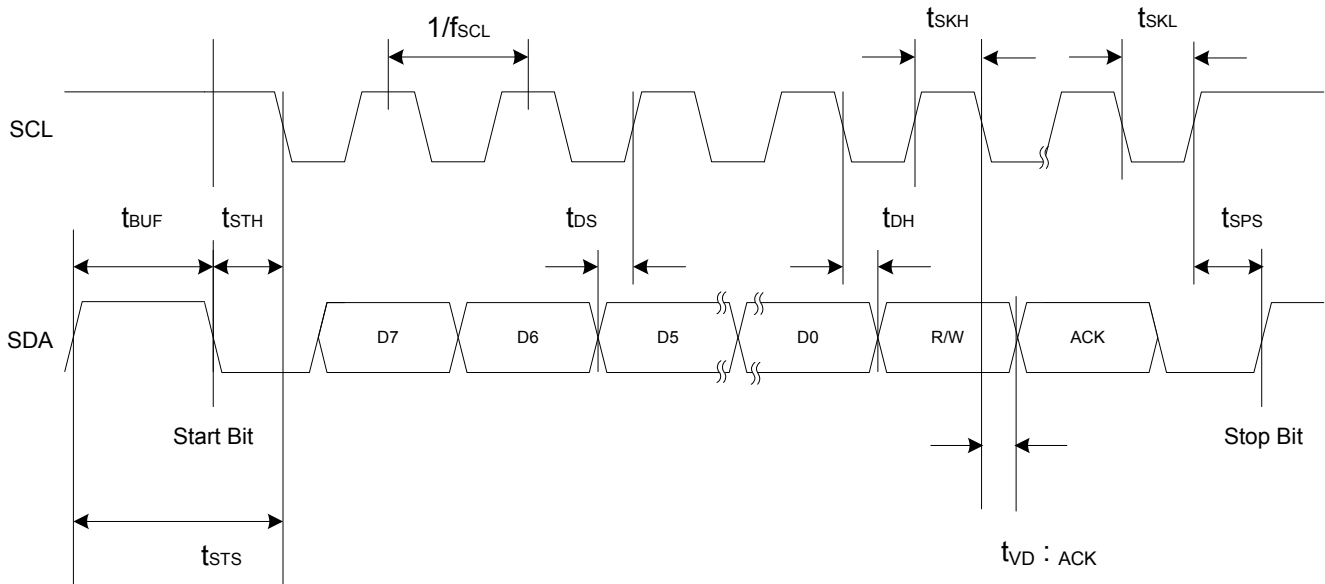 1/fSCL
tSKH
tSKL
SCL
tBUF
tSTH
tDS
tDH
tSPS
SDA
D7
D6
D5
D0
R/W
ACK
Start Bit
Stop Bit
tSTS
tVD : ACK